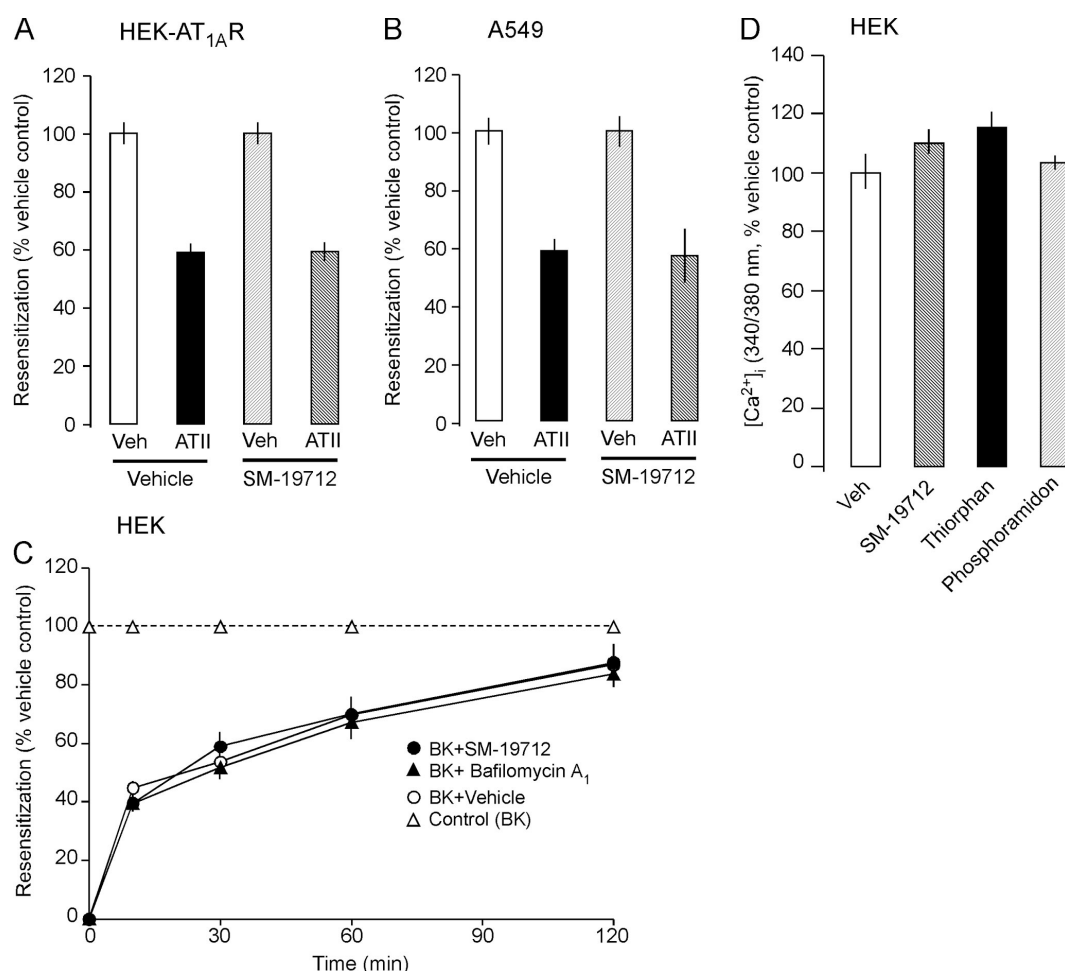 A
HEK-AT1AR
Resensitization (% vehicle control)
120
100
80
60
40
20
0
Veh
ATII
Veh
ATII
Vehicle
SM-19712
B
A549
Resensitization (% vehicle control)
120
100
80
60
40
20
0
Veh
ATII
Veh
ATII
Vehicle
SM-19712
D
HEK
[Ca2+]i (340/380 nm, % vehicle control)
140
120
100
80
60
40
20
0
Veh
SM-19712
Thiorphan
Phosphoramidon
C
HEK
Resensitization (% vehicle control)
120
100
80
60
40
20
0
BK+SM-19712
BK+ Bafilomycin A1
BK+Vehicle
Control (BK)
0
30
60
90
120
Time (min)